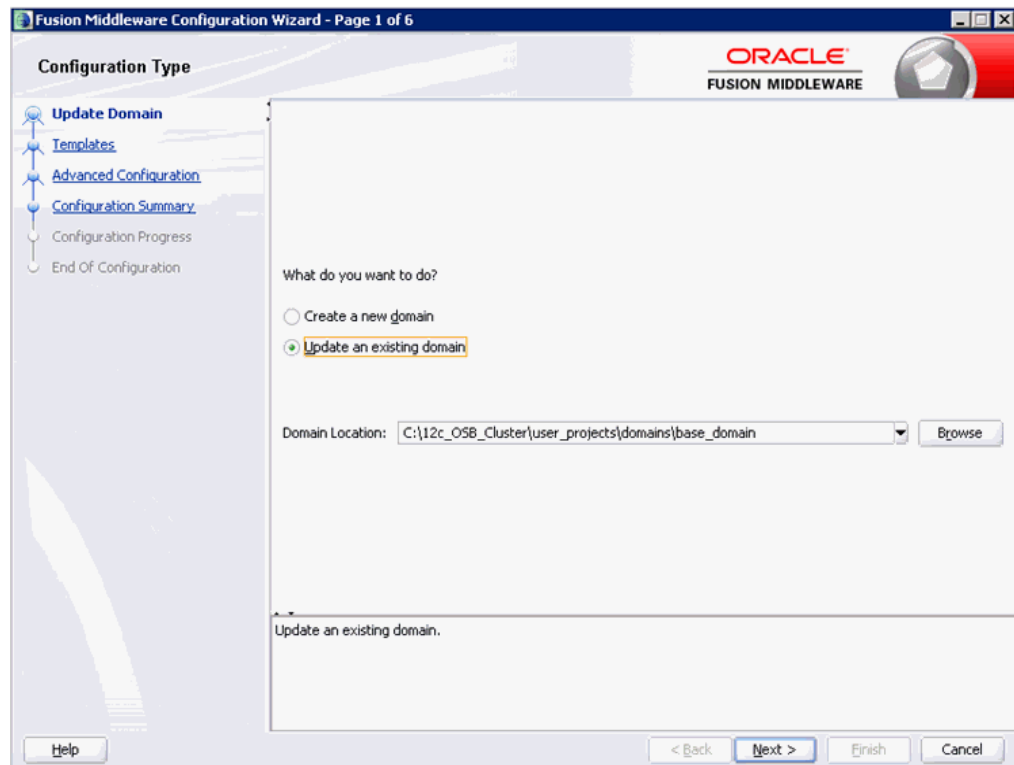 Fusion Middleware Configuration Wizard - Page 1 of 6
Configuration Type
ORACLE
FUSION MIDDLEWARE
Update Domain
Templates
Advanced Configuration
Configuration Summary
Configuration Progress
End Of Configuration
What do you want to do?
Create a new domain
Update an existing domain
Domain Location: C:\12c_OSB_Cluster\user_projects\domains\base_domain Browse
Update an existing domain.
Help < Back Next > Finish Cancel